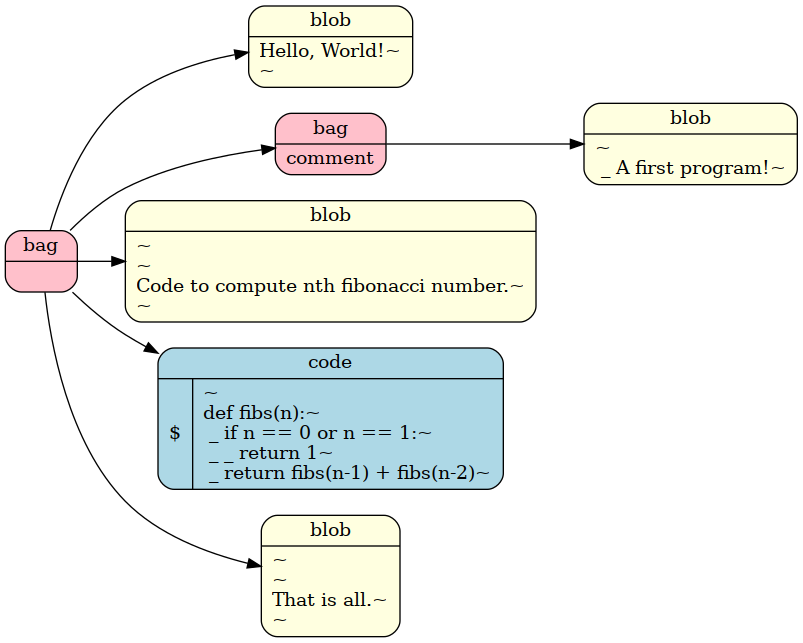 blob
Hello, World!~
~
bag
comment
blob
~
_ A first program!~
bag
blob
~
~
Code to compute nth fibonacci number.~
~
code
$
~
def fibs(n):~
_ if n == 0 or n == 1:~
_ _ return 1~
_ return fibs(n-1) + fibs(n-2)~
blob
~
~
That is all.~
~